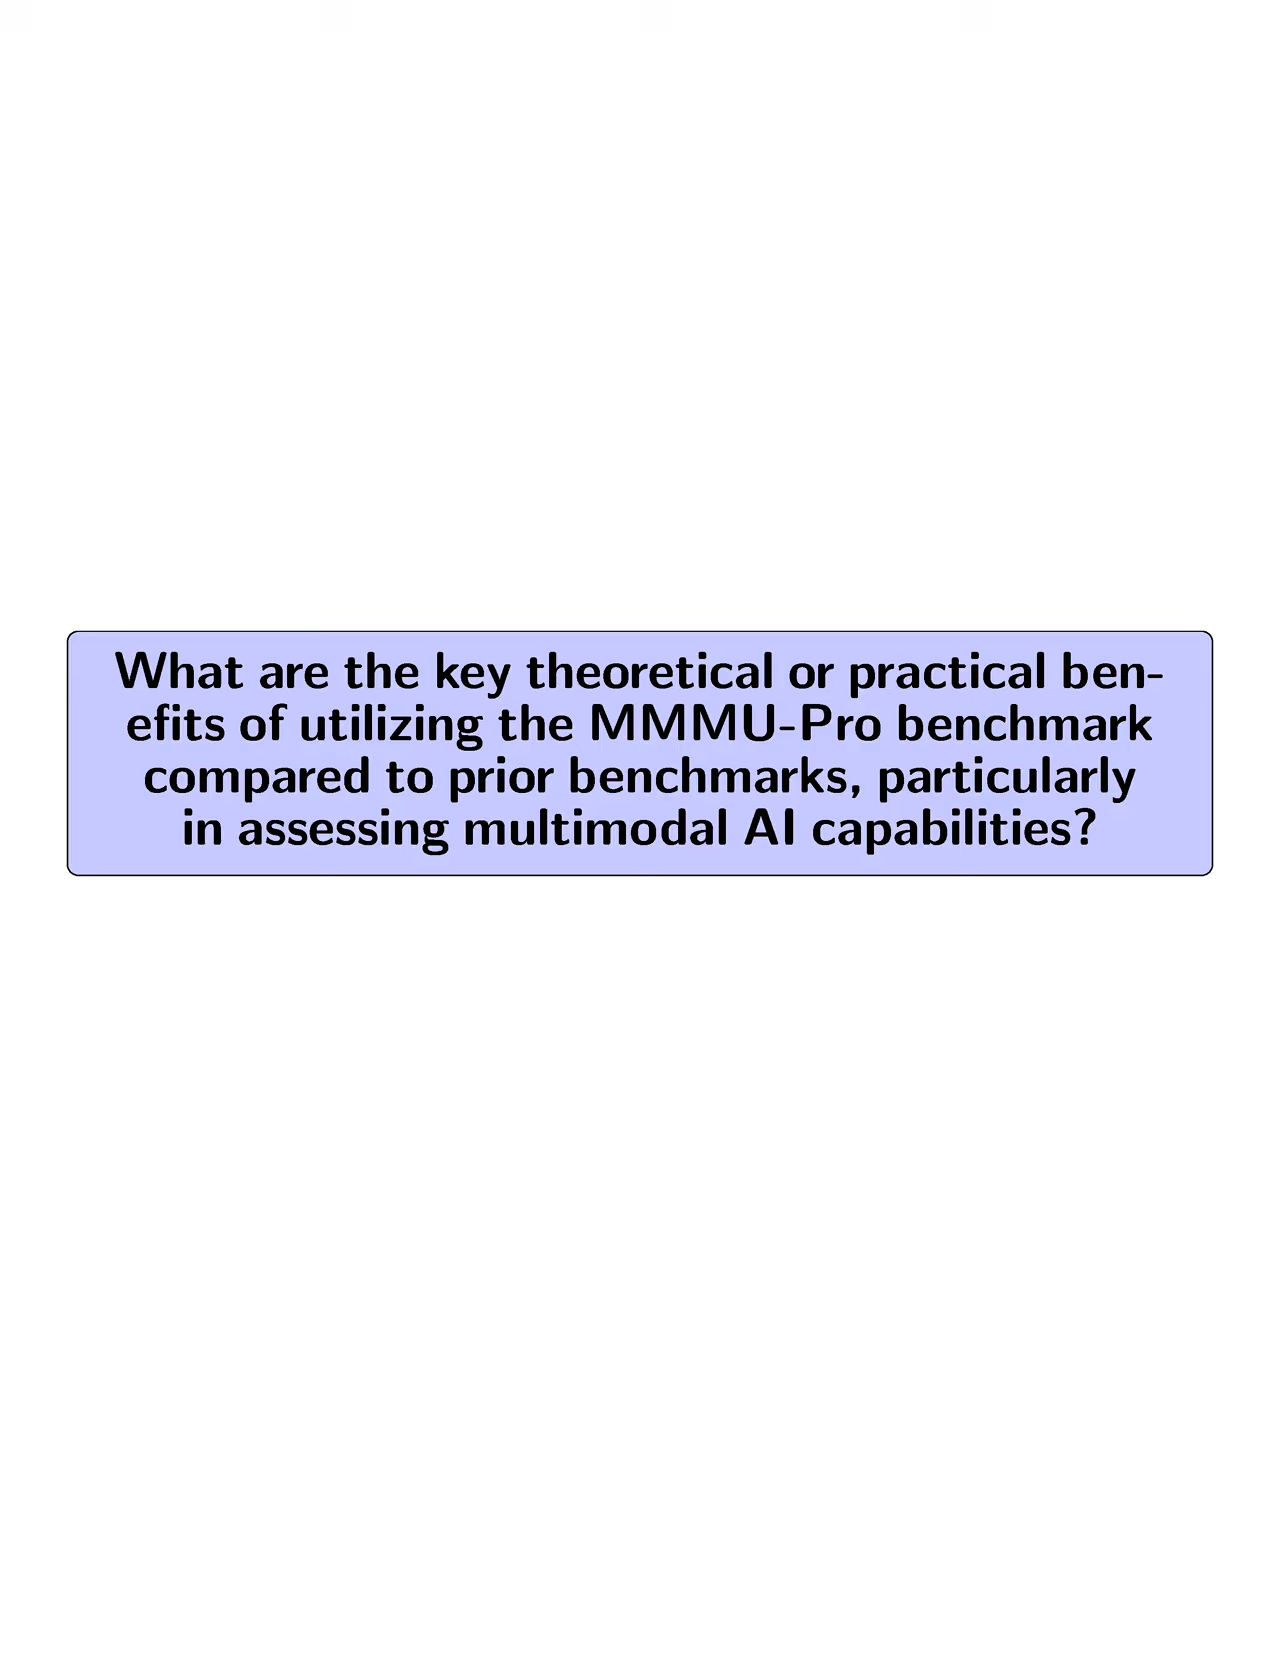 What are the key theoretical or practical ben-
efits of utilizing the MMMU-Pro benchmark
compared to prior benchmarks, particularly
in assessing multimodal AI capabilities?